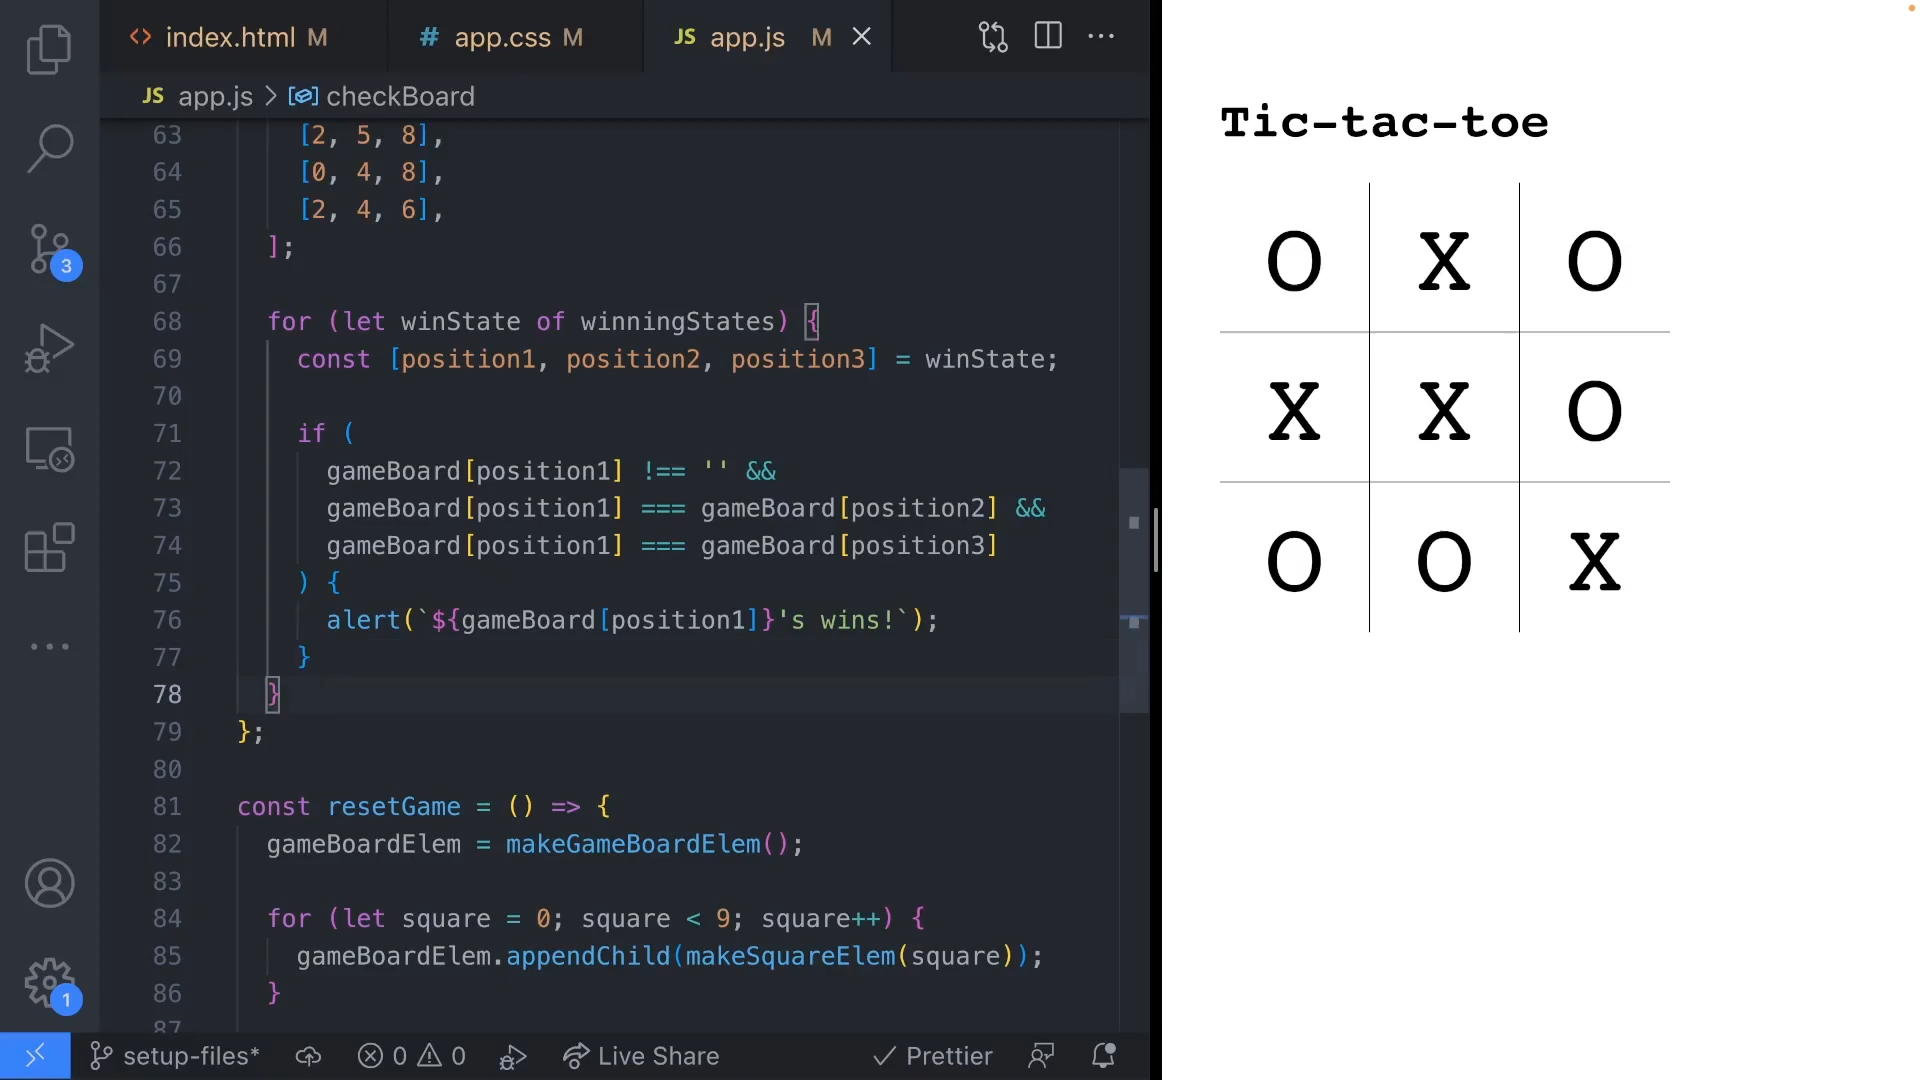 index.html M
# app.css M
JS app.js M
JS app.js > checkBoard
63 [2, 5, 8],
64 [0, 4, 8],
65 [2, 4, 6],
66 ];
67
68 for (let winState of winningStates) {
69 const [position1, position2, position3] = winState;
70
71 if (
72 gameBoard[position1] !== '' &&
73 gameBoard[position1] === gameBoard[position2] &&
74 gameBoard[position1] === gameBoard[position3]
75 ) {
76 alert(`${gameBoard[position1]}'s wins!`);
77 }
78 }
79 };
80
81 const resetGame = () => {
82 gameBoardElem = makeGameBoardElem();
83
84 for (let square = 0; square < 9; square++) {
85 gameBoardElem.appendChild(makeSquareElem(square));
86 }
87
3
1
setup-files* 0 0 Live Share Prettier
Tic-tac-toe
O X O
X X O
O O X